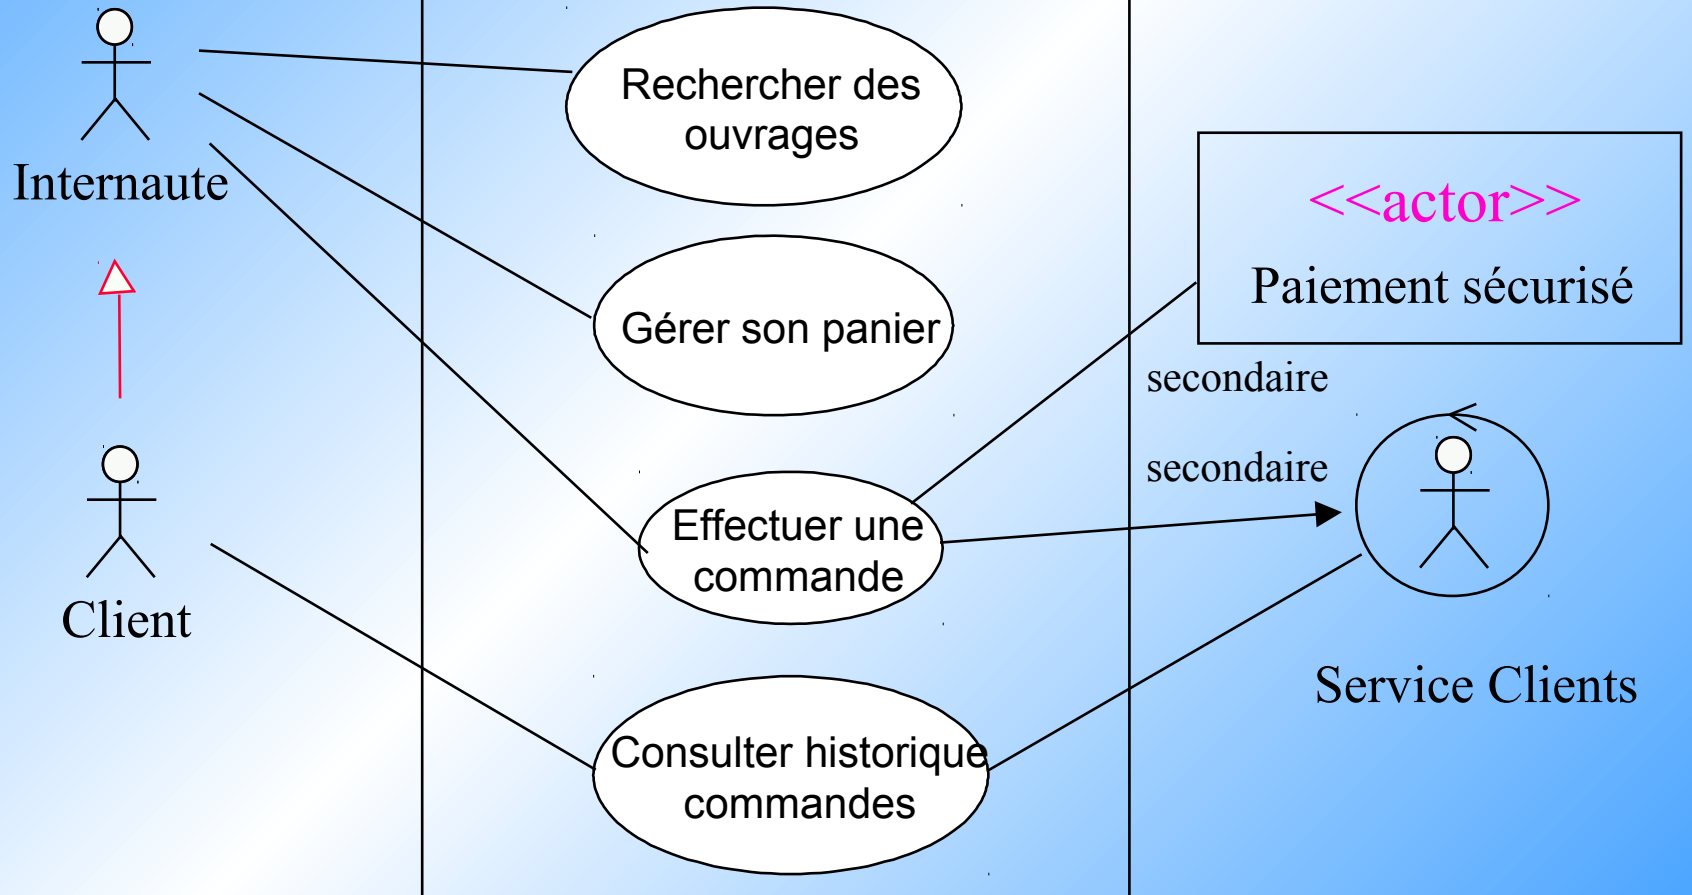 Internaute
Client
Rechercher des
ouvrages
Gérer son panier
Effectuer une
commande
Consulter historique
commandes
<<actor>>
Paiement sécurisé
secondaire
secondaire
Service Clients